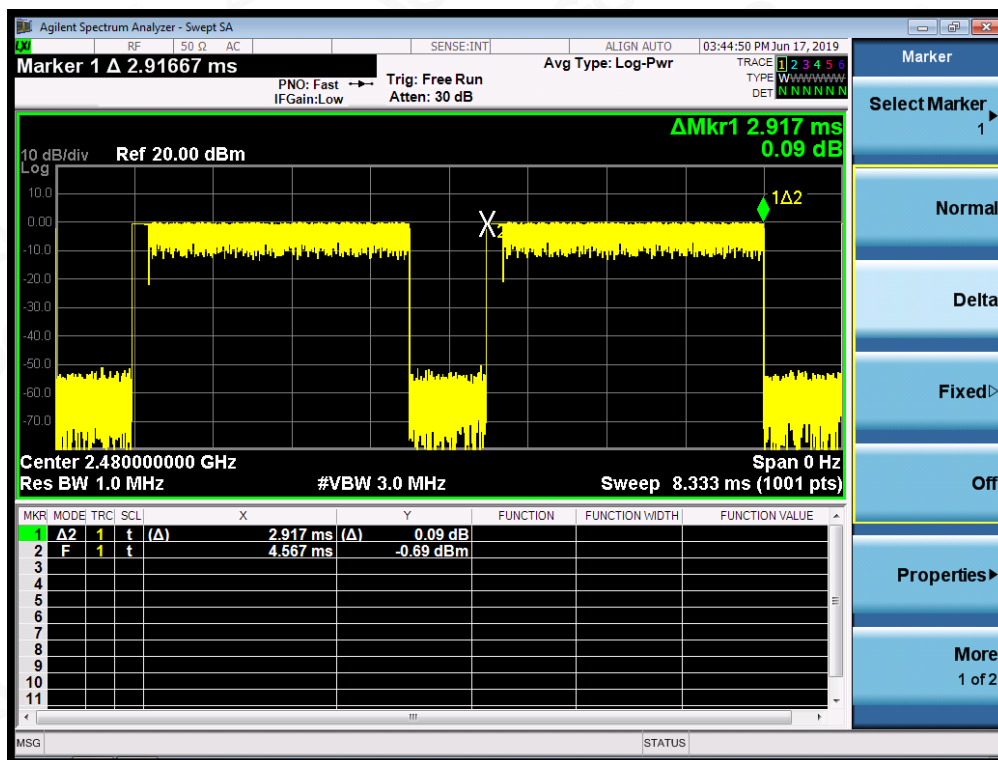 Agilent Spectrum Analyzer - Swept SA
LXI RF 50 Ω AC SENSE:INT ALIGN AUTO 03:44:50 PM Jun 17, 2019
Marker 1 Δ 2.91667 ms
Avg Type: Log-Pwr
TRACE 1 2 3 4 5 6
TYPE WWWWWWW
DET N N N N N N
PNO: Fast
IFGain:Low
Trig: Free Run
Atten: 30 dB
ΔMkr1 2.917 ms
0.09 dB
10 dB/div Ref 20.00 dBm
Log
10.0
0.00
-10.0
-20.0
-30.0
-40.0
-50.0
-60.0
-70.0
1Δ2
X2
Center 2.480000000 GHz Span 0 Hz
Res BW 1.0 MHz #VBW 3.0 MHz Sweep 8.333 ms (1001 pts)
MKR MODE TRC SCL X Y FUNCTION FUNCTION WIDTH FUNCTION VALUE
1 Δ2 1 t (Δ) 2.917 ms (Δ) 0.09 dB
2 F 1 t 4.567 ms -0.69 dBm
3
4
5
6
7
8
9
10
11
MSG STATUS
Marker
Select Marker
1
Normal
Delta
Fixed
Off
Properties
More
1 of 2